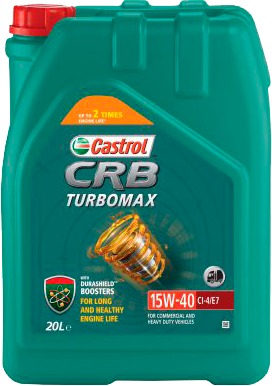 UP TO 2 TIMES
ENGINE LIFE*
Castrol
CRB
TURBOMAX
WITH
DURASHIELD™
BOOSTERS
FOR LONG
AND HEALTHY
ENGINE LIFE
20L e
15W-40 CI-4/E7
FOR COMMERCIAL AND
HEAVY DUTY VEHICLES